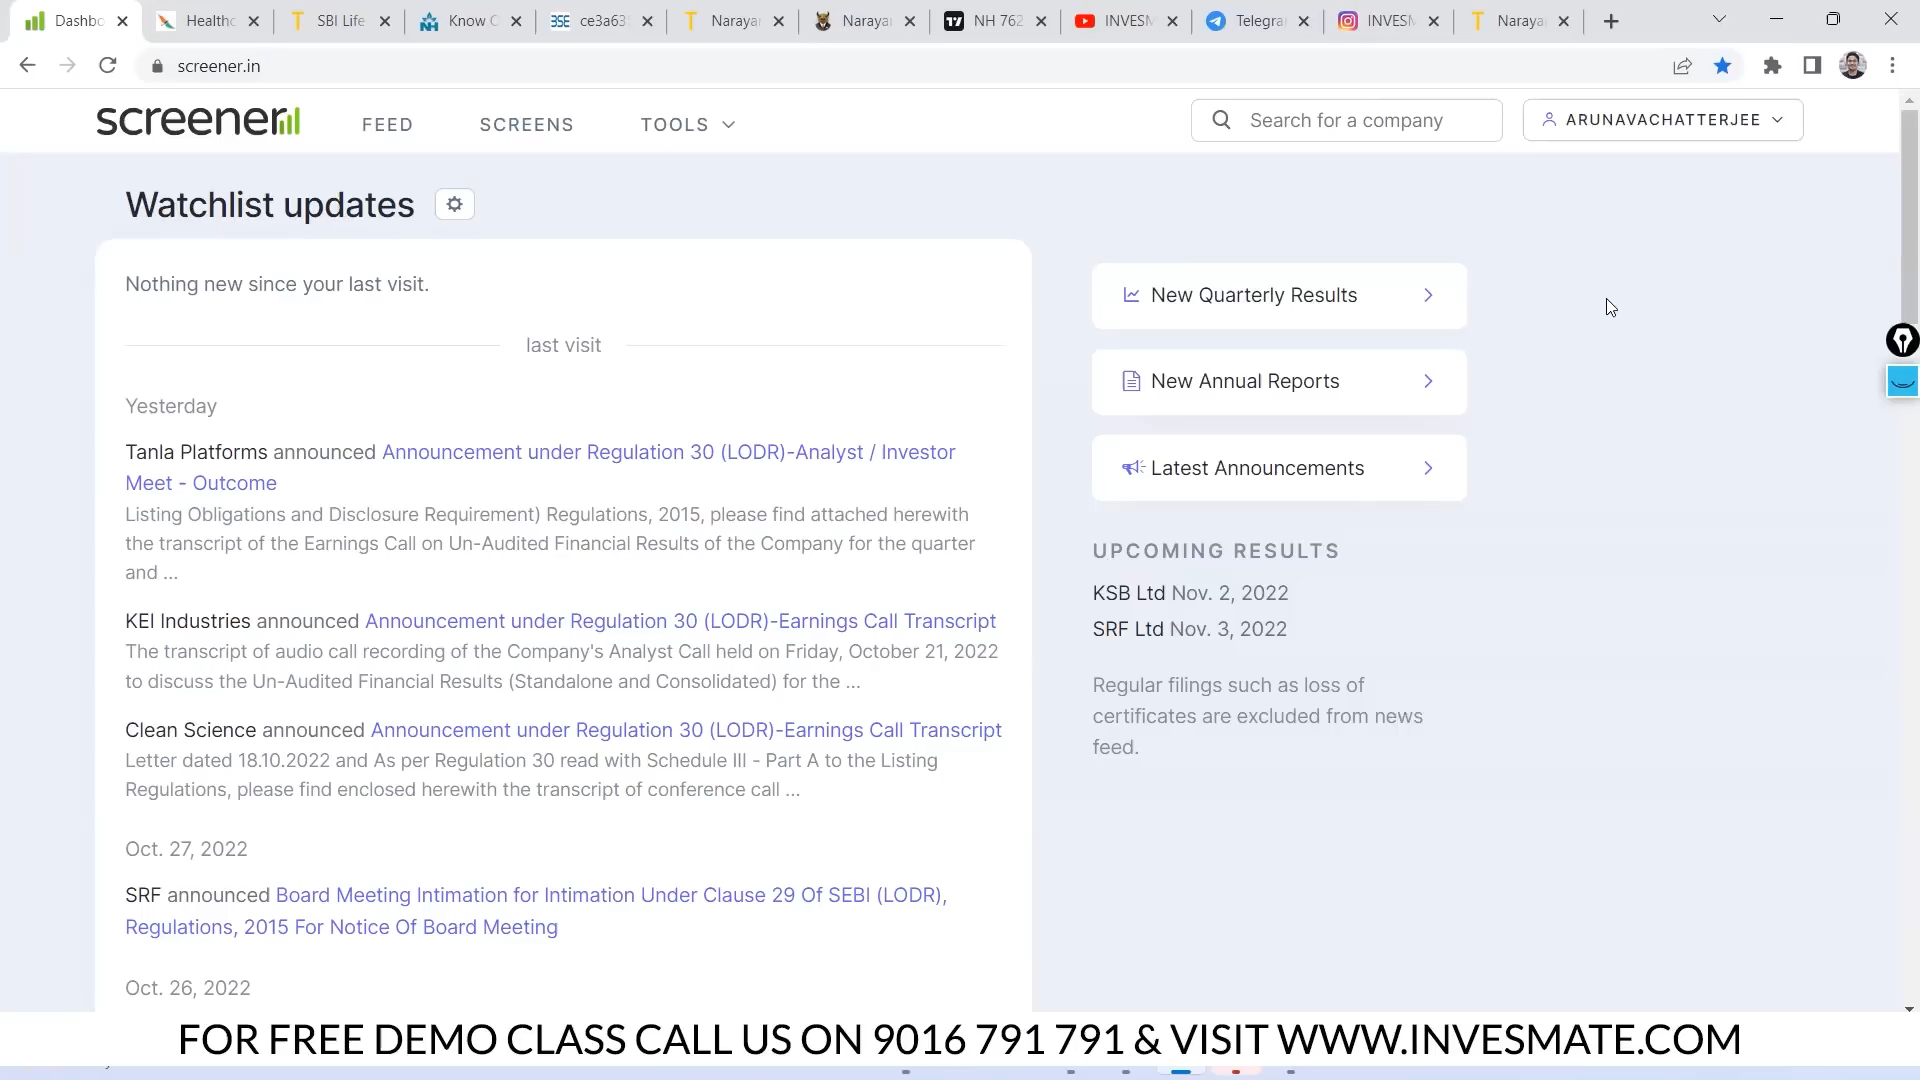 Dashbo
Healthc
SBI Life
Know C
BSE ce3a63
Naraya
Naraya
NH 762
INVESM
Telegra
INVESM
Naraya
screener.in
screener
FEED
SCREENS
TOOLS
Search for a company
ARUNAVACHATTERJEE
Watchlist updates
Nothing new since your last visit.
last visit
Yesterday
Tanla Platforms announced Announcement under Regulation 30 (LODR)-Analyst / Investor
Meet - Outcome
Listing Obligations and Disclosure Requirement) Regulations, 2015, please find attached herewith
the transcript of the Earnings Call on Un-Audited Financial Results of the Company for the quarter
and ...
KEI Industries announced Announcement under Regulation 30 (LODR)-Earnings Call Transcript
The transcript of audio call recording of the Company's Analyst Call held on Friday, October 21, 2022
to discuss the Un-Audited Financial Results (Standalone and Consolidated) for the ...
Clean Science announced Announcement under Regulation 30 (LODR)-Earnings Call Transcript
Letter dated 18.10.2022 and As per Regulation 30 read with Schedule III - Part A to the Listing
Regulations, please find enclosed herewith the transcript of conference call ...
Oct. 27, 2022
SRF announced Board Meeting Intimation for Intimation Under Clause 29 Of SEBI (LODR),
Regulations, 2015 For Notice Of Board Meeting
Oct. 26, 2022
New Quarterly Results
New Annual Reports
Latest Announcements
UPCOMING RESULTS
KSB Ltd Nov. 2, 2022
SRF Ltd Nov. 3, 2022
Regular filings such as loss of
certificates are excluded from news
feed.
FOR FREE DEMO CLASS CALL US ON 9016 791 791 & VISIT WWW.INVESMATE.COM